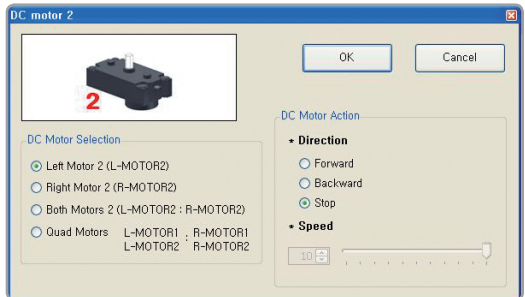 DC motor 2
2
OK
Cancel
DC Motor Selection
Left Motor 2 (L-MOTOR2)
Right Motor 2 (R-MOTOR2)
Both Motors 2 (L-MOTOR2 : R-MOTOR2)
Quad Motors L-MOTOR1 : R-MOTOR1
L-MOTOR2 R-MOTOR2
DC Motor Action
* Direction
Forward
Backward
Stop
* Speed
10